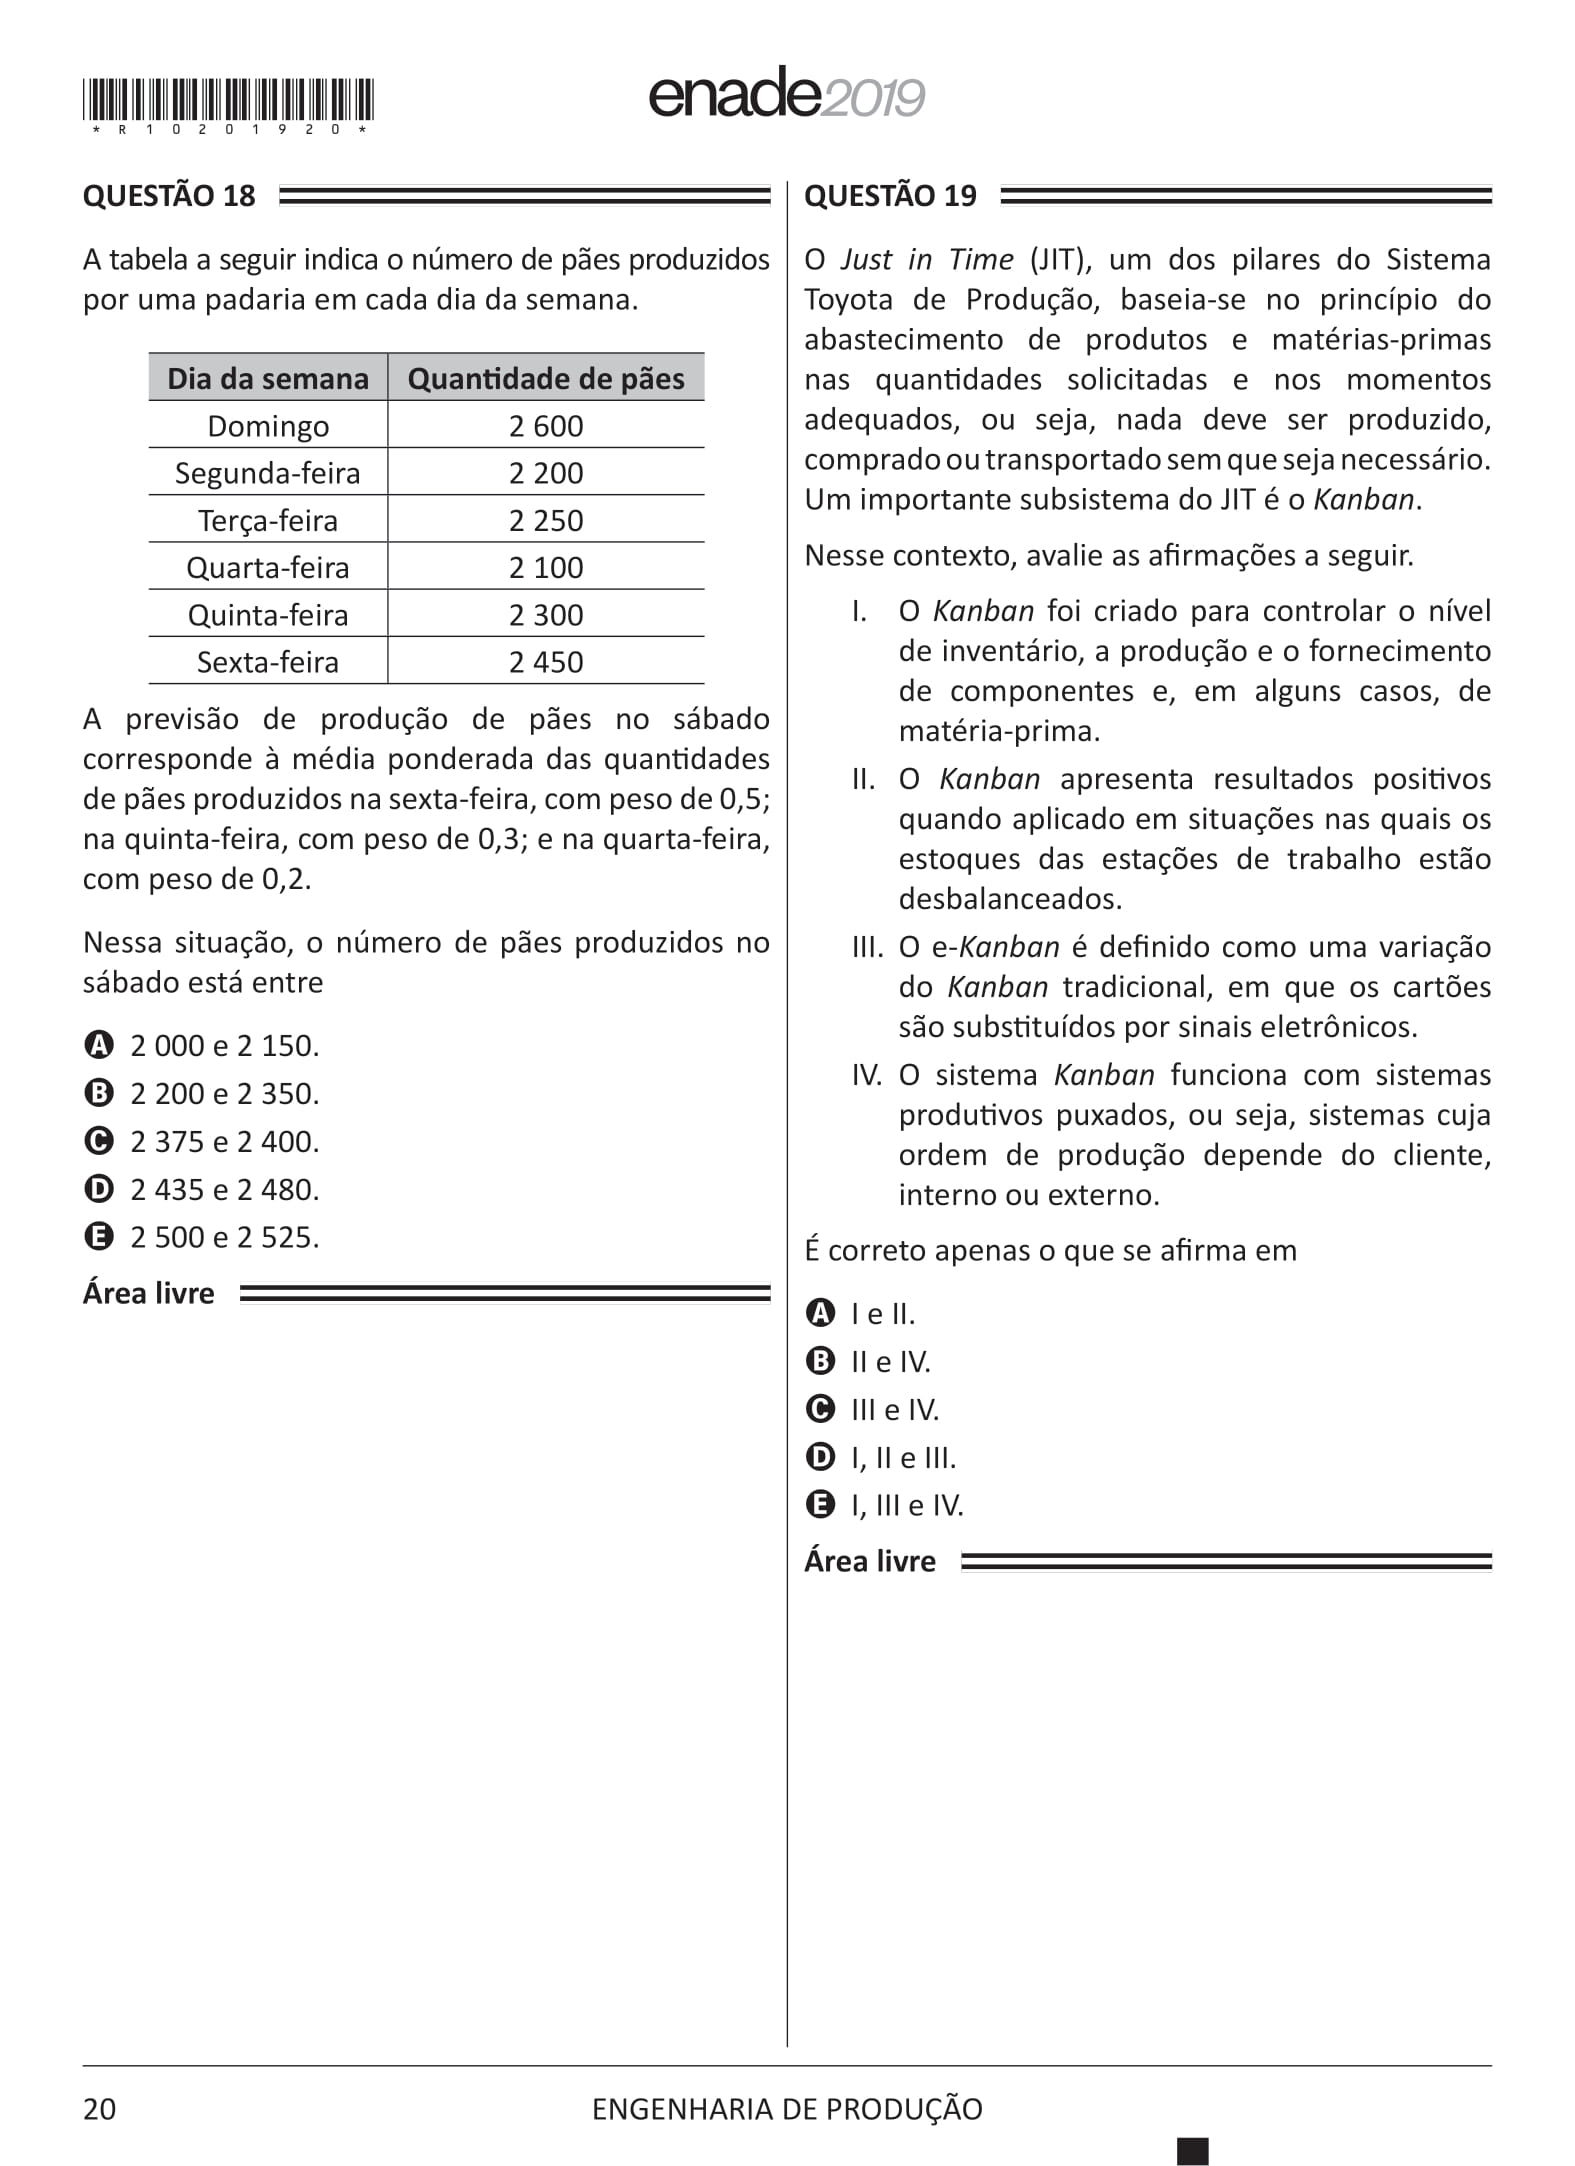 *R10201920*
enade2019
QUESTÃO 18
A tabela a seguir indica o número de pães produzidos
por uma padaria em cada dia da semana.
Dia da semana Quantidade de pães
Domingo 2 600
Segunda-feira 2 200
Terça-feira 2 250
Quarta-feira 2 100
Quinta-feira 2 300
Sexta-feira 2 450
A previsão de produção de pães no sábado
corresponde à média ponderada das quantidades
de pães produzidos na sexta-feira, com peso de 0,5;
na quinta-feira, com peso de 0,3; e na quarta-feira,
com peso de 0,2.
Nessa situação, o número de pães produzidos no
sábado está entre
A 2 000 e 2 150.
B 2 200 e 2 350.
C 2 375 e 2 400.
D 2 435 e 2 480.
E 2 500 e 2 525.
Área livre
QUESTÃO 19
O Just in Time (JIT), um dos pilares do Sistema
Toyota de Produção, baseia-se no princípio do
abastecimento de produtos e matérias-primas
nas quantidades solicitadas e nos momentos
adequados, ou seja, nada deve ser produzido,
comprado ou transportado sem que seja necessário.
Um importante subsistema do JIT é o Kanban.
Nesse contexto, avalie as afirmações a seguir.
I. O Kanban foi criado para controlar o nível
de inventário, a produção e o fornecimento
de componentes e, em alguns casos, de
matéria-prima.
II. O Kanban apresenta resultados positivos
quando aplicado em situações nas quais os
estoques das estações de trabalho estão
desbalanceados.
III. O e-Kanban é definido como uma variação
do Kanban tradicional, em que os cartões
são substituídos por sinais eletrônicos.
IV. O sistema Kanban funciona com sistemas
produtivos puxados, ou seja, sistemas cuja
ordem de produção depende do cliente,
interno ou externo.
É correto apenas o que se afirma em
A I e II.
B II e IV.
C III e IV.
D I, II e III.
E I, III e IV.
Área livre
20
ENGENHARIA DE PRODUÇÃO